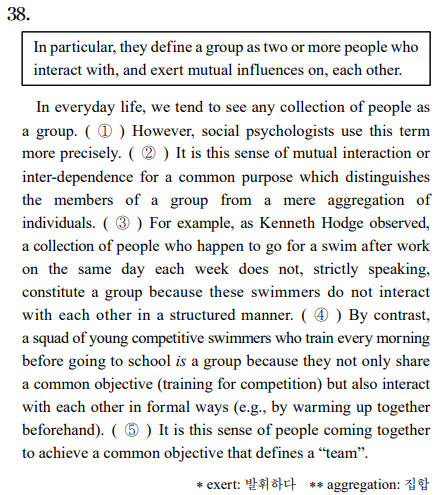 38.
In particular, they define a group as two or more people who
interact with, and exert mutual influences on, each other.
In everyday life, we tend to see any collection of people as
a group. ( ① ) However, social psychologists use this term
more precisely. ( ② ) It is this sense of mutual interaction or
inter-dependence for a common purpose which distinguishes
the members of a group from a mere aggregation of
individuals. ( ③ ) For example, as Kenneth Hodge observed,
a collection of people who happen to go for a swim after work
on the same day each week does not, strictly speaking,
constitute a group because these swimmers do not interact
with each other in a structured manner. ( ④ ) By contrast,
a squad of young competitive swimmers who train every morning
before going to school is a group because they not only share
a common objective (training for competition) but also interact
with each other in formal ways (e.g., by warming up together
beforehand). ( ⑤ ) It is this sense of people coming together
to achieve a common objective that defines a “team”.
* exert: 발휘하다 ** aggregation: 집합